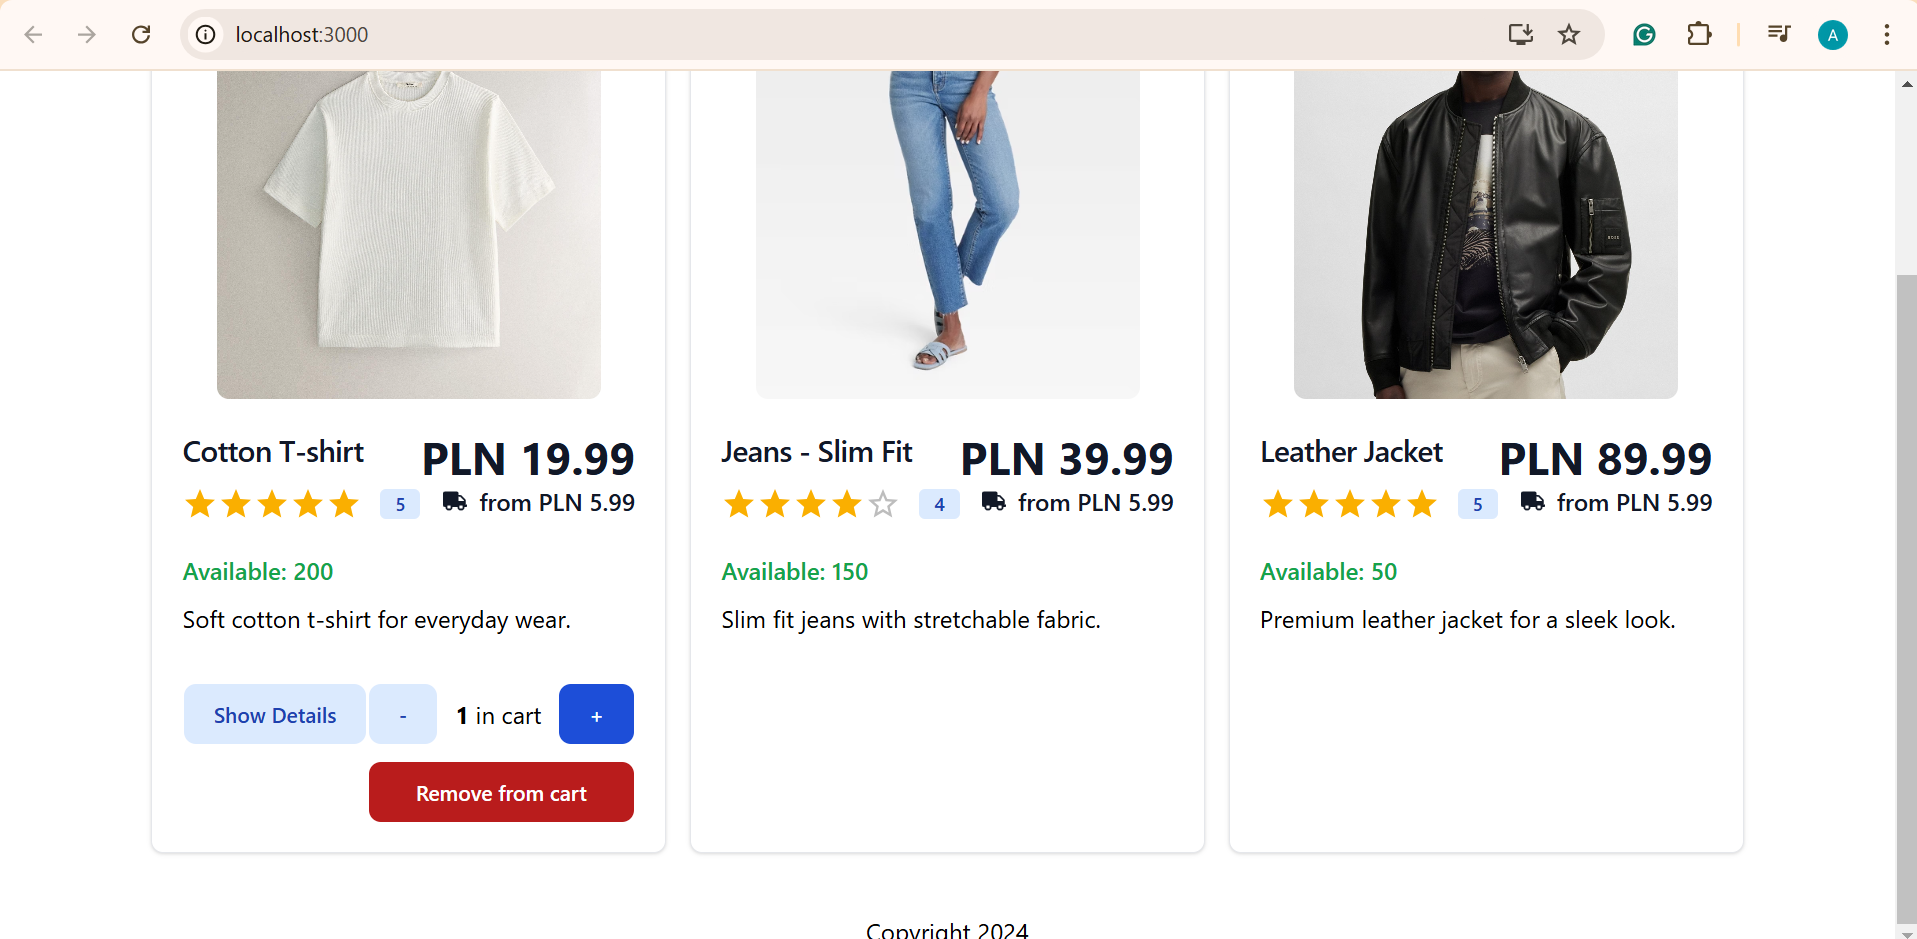 localhost:3000
A
Cotton T-shirt
PLN 19.99
5
from PLN 5.99
Available: 200
Soft cotton t-shirt for everyday wear.
Show Details
-
1 in cart
+
Remove from cart
Jeans - Slim Fit
PLN 39.99
4
from PLN 5.99
Available: 150
Slim fit jeans with stretchable fabric.
BOSS
Leather Jacket
PLN 89.99
5
from PLN 5.99
Available: 50
Premium leather jacket for a sleek look.
Copyright 2024